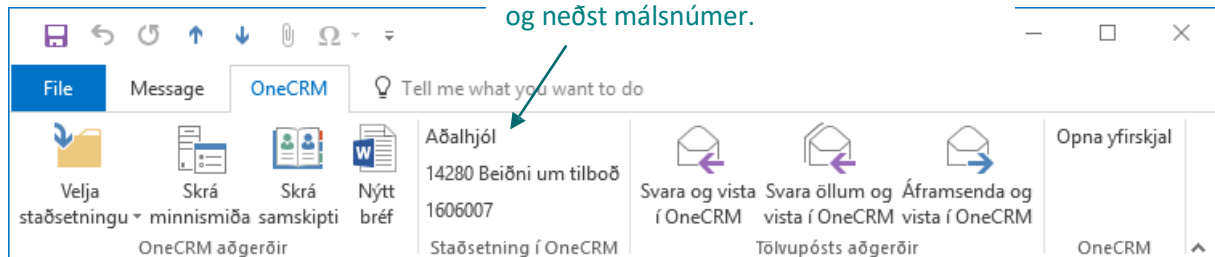 og neðst málsnúmer.
File Message OneCRM Tell me what you want to do
Velja staðsetningu
Skrá minnismiða
Skrá samskipti
Nýtt bréf
OneCRM aðgerðir
Aðalhjól
14280 Beiðni um tilboð
1606007
Staðsetning í OneCRM
Svara og vista í OneCRM
Svara öllum og vista í OneCRM
Áframsenda og vista í OneCRM
Tölvupósts aðgerðir
Opna yfirskjal
OneCRM